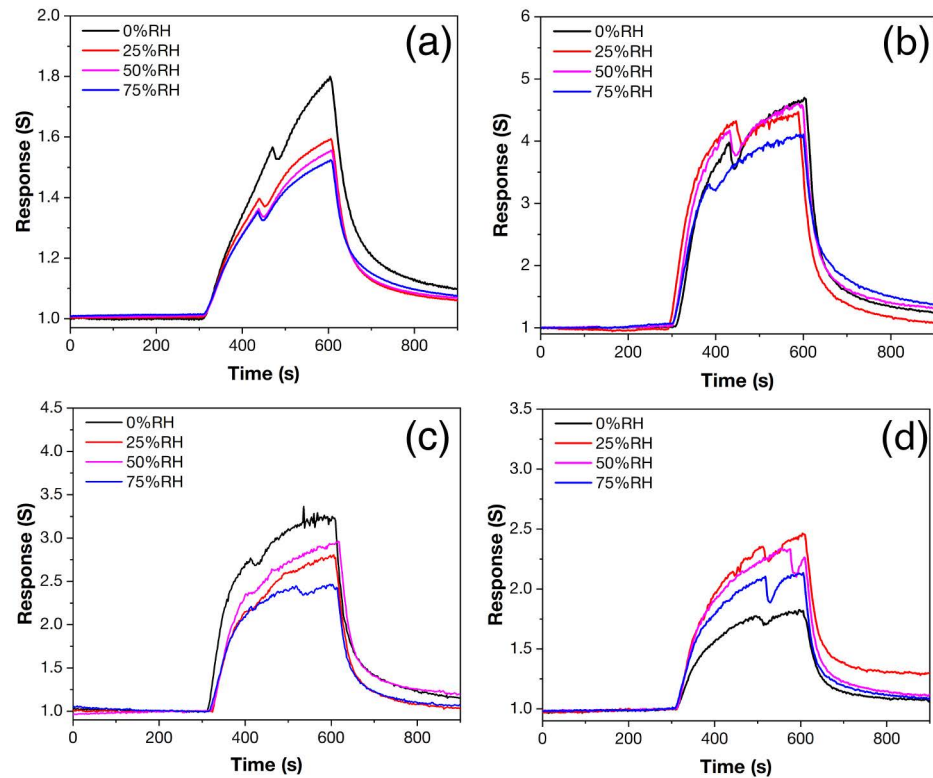 (a)
0%RH
25%RH
50%RH
75%RH
Response (S)
2.0
1.8
1.6
1.4
1.2
1.0
0 200 400 600 800
Time (s)
(b)
0%RH
25%RH
50%RH
75%RH
Response (S)
6
5
4
3
2
1
0 200 400 600 800
Time (s)
(c)
0%RH
25%RH
50%RH
75%RH
Response (S)
4.5
4.0
3.5
3.0
2.5
2.0
1.5
1.0
0 200 400 600 800
Time (s)
(d)
0%RH
25%RH
50%RH
75%RH
Response (S)
3.5
3.0
2.5
2.0
1.5
1.0
0 200 400 600 800
Time (s)